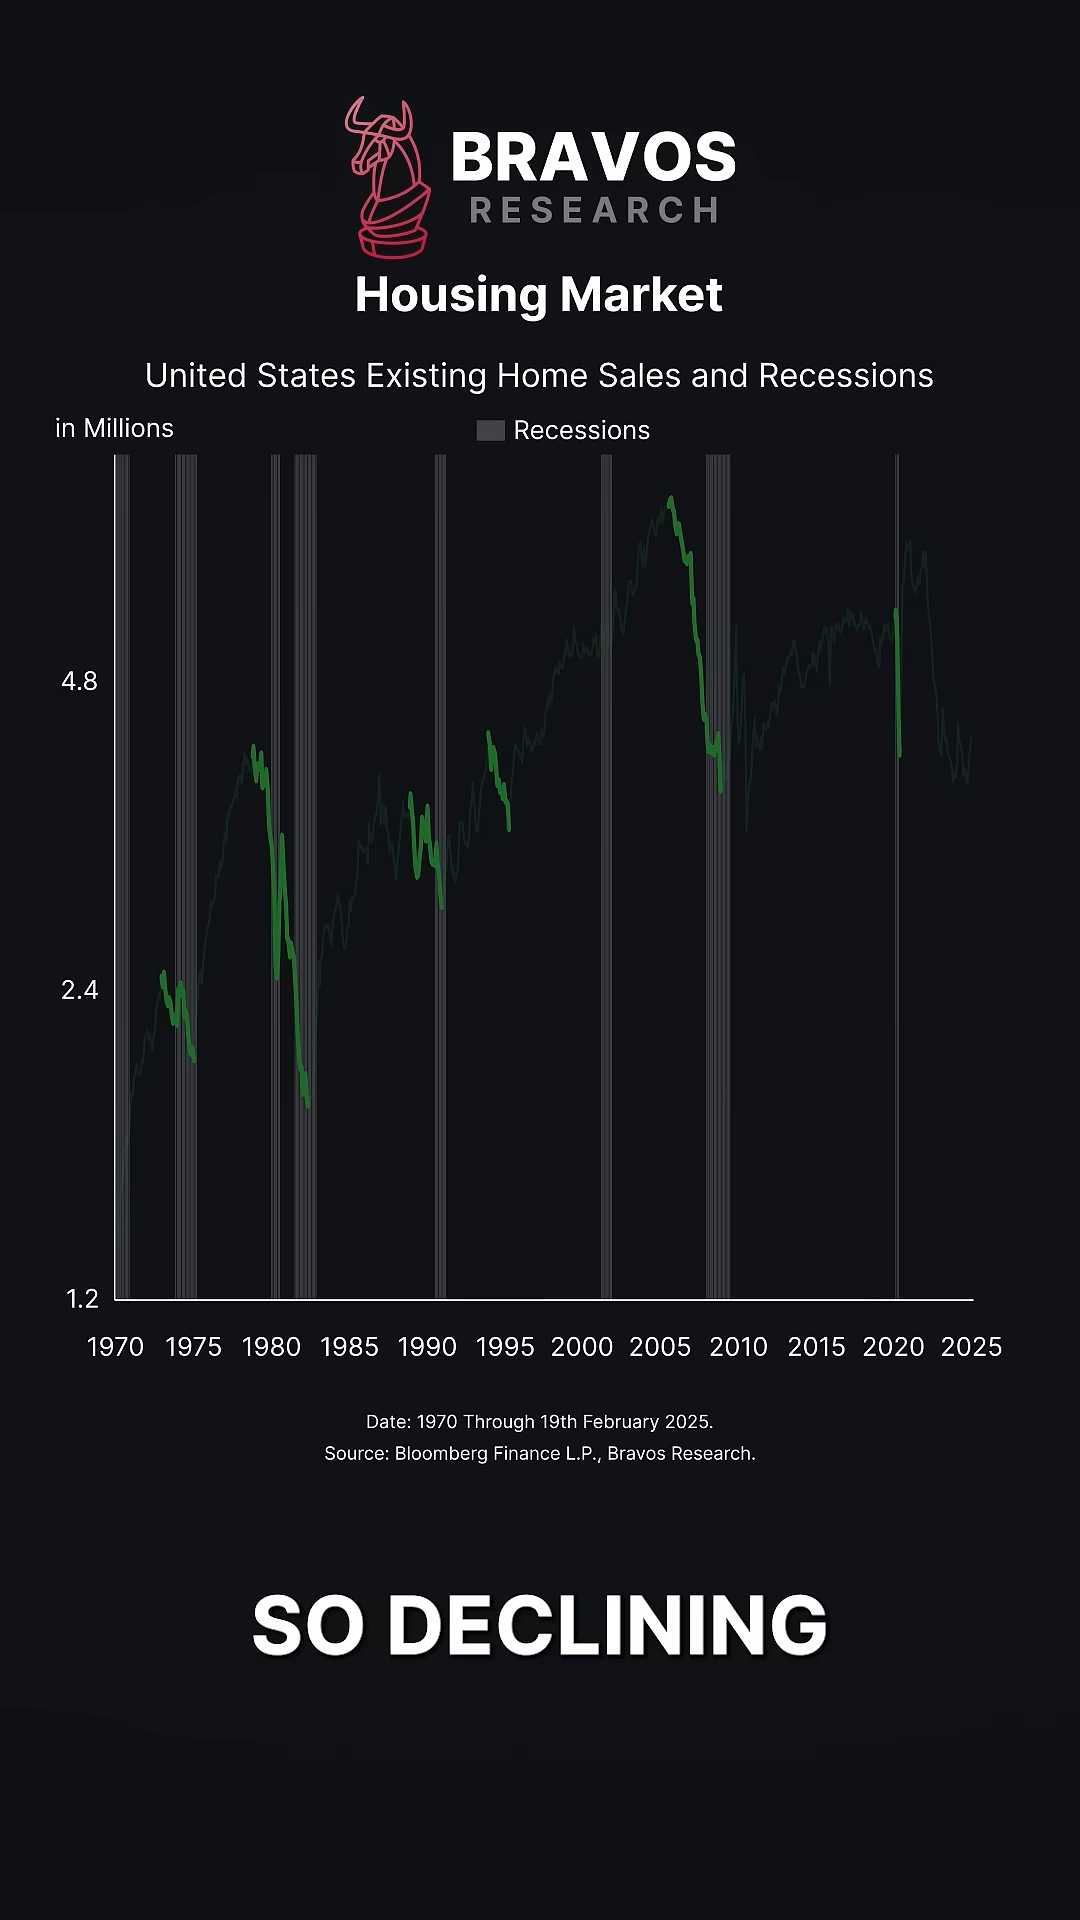 BRAVOS
RESEARCH
Housing Market
United States Existing Home Sales and Recessions
in Millions
Recessions
4.8
2.4
1.2
1970 1975 1980 1985 1990 1995 2000 2005 2010 2015 2020 2025
Date: 1970 Through 19th February 2025.
Source: Bloomberg Finance L.P., Bravos Research.
SO DECLINING